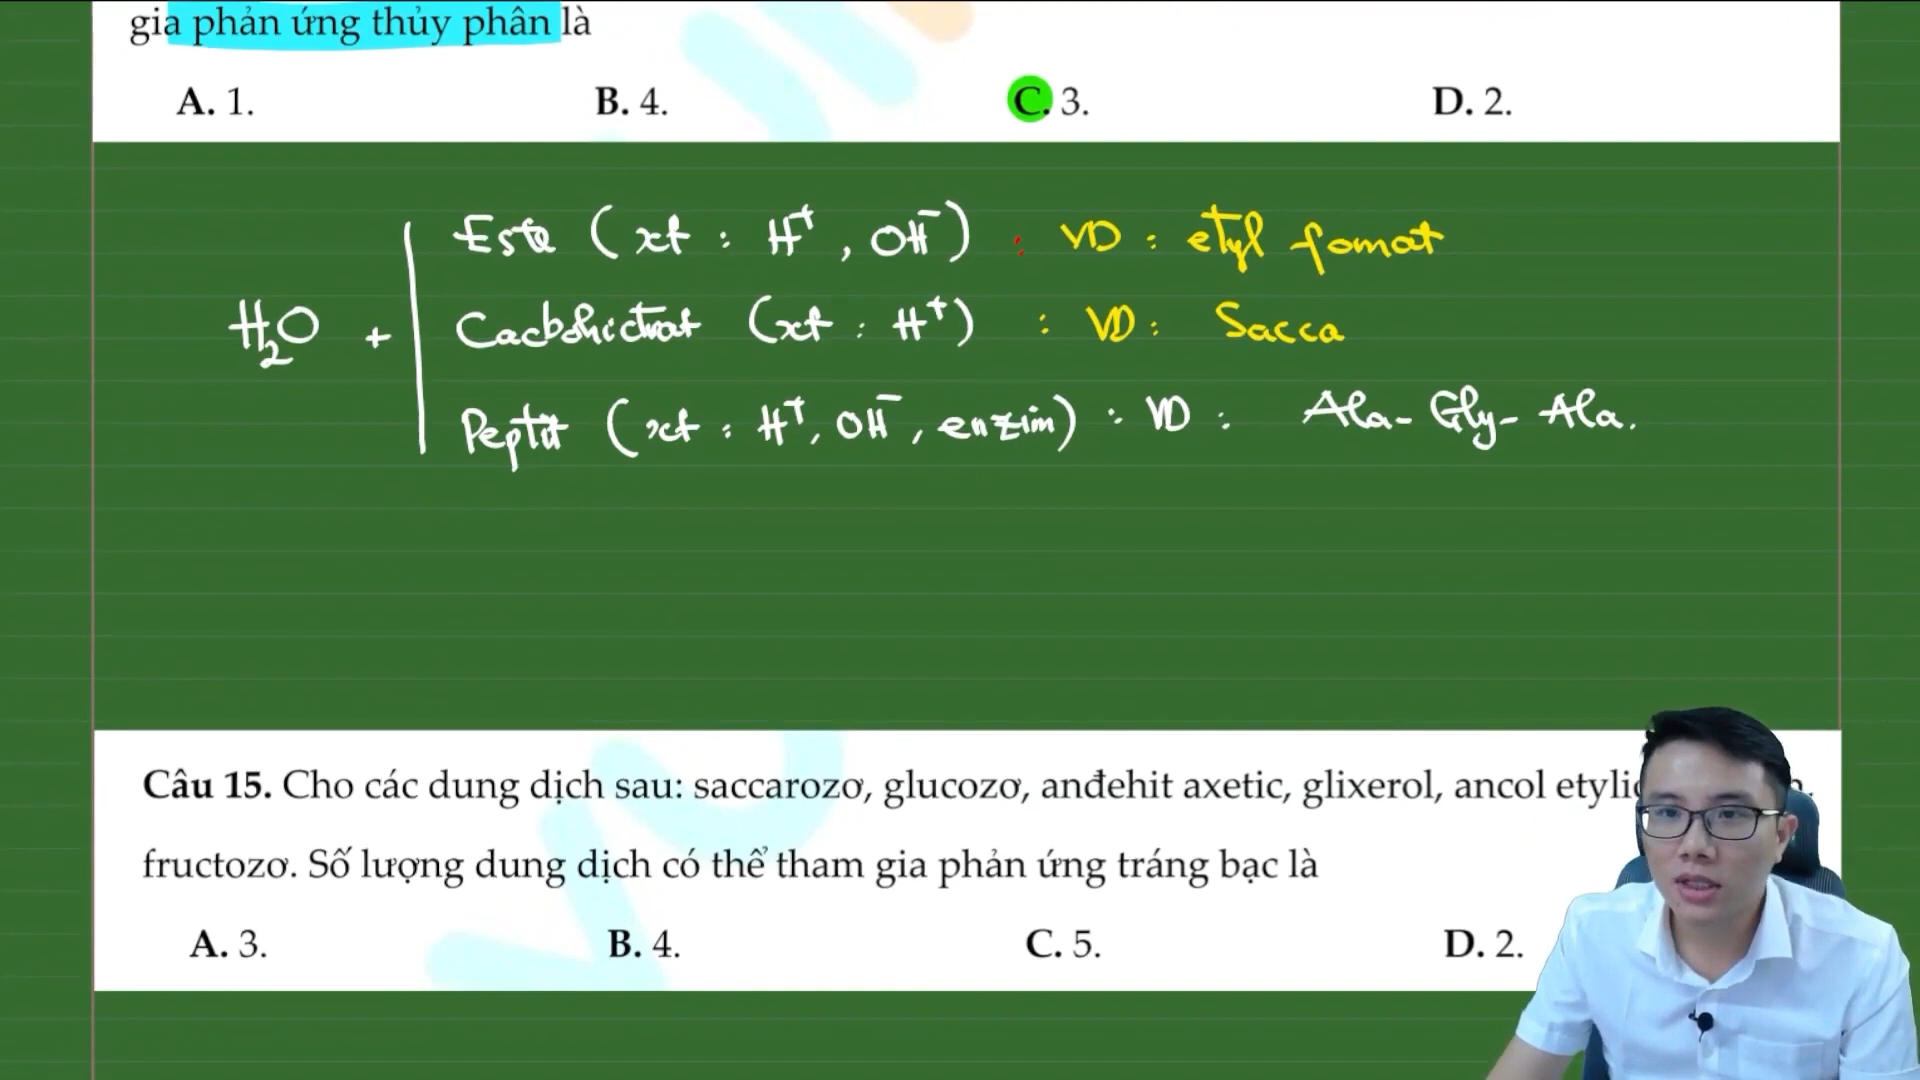 gia phản ứng thủy phân là
A. 1. B. 4. C. 3. D. 2.
Este (xt : H⁺, OH⁻) : VD : etyl fomat
H₂O + Cacbohiđrat (xt : H⁺) : VD : Sacca
Peptit (xt : H⁺, OH⁻, enzim) : VD : Ala-Gly-Ala.
Câu 15. Cho các dung dịch sau: saccarozơ, glucozơ, anđehit axetic, glixerol, ancol etylic
fructozơ. Số lượng dung dịch có thể tham gia phản ứng tráng bạc là
A. 3. B. 4. C. 5. D. 2.